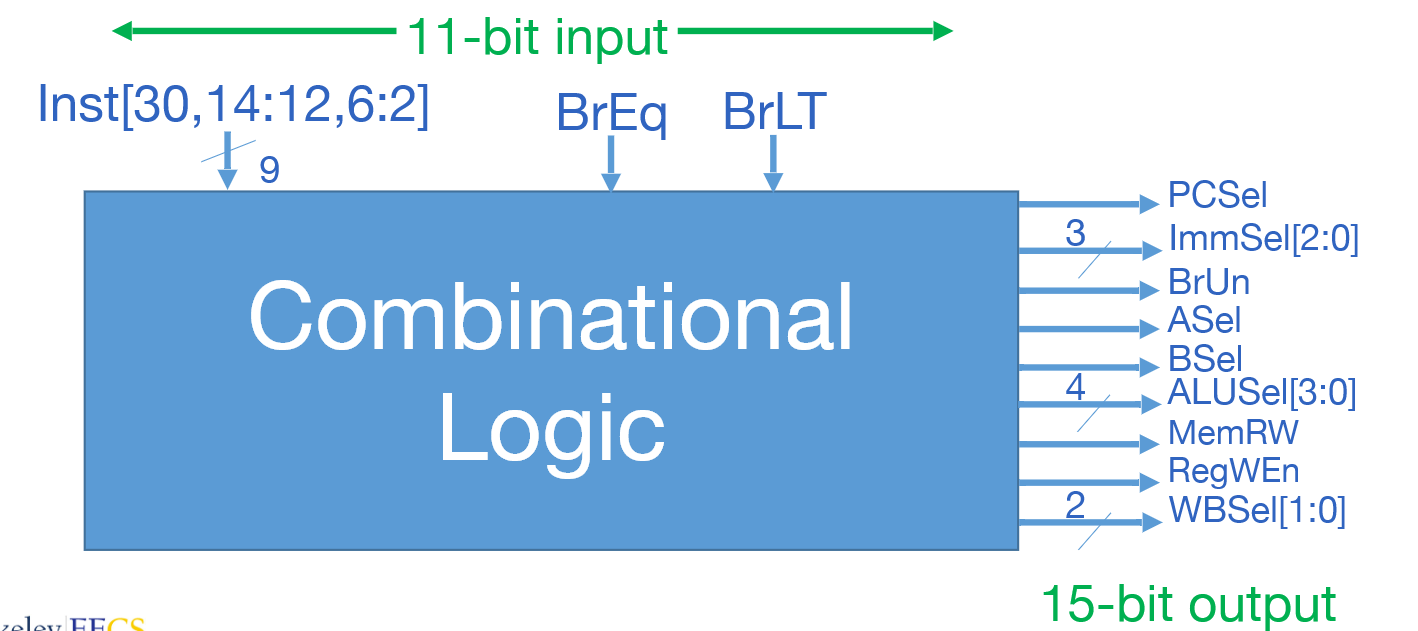 11-bit input
Inst[30,14:12,6:2]
BrEq
BrLT
9
PCSel
3
ImmSel[2:0]
BrUn
ASel
BSel
4
ALUSel[3:0]
MemRW
RegWEn
2
WBSel[1:0]
Combinational
Logic
15-bit output
EECS